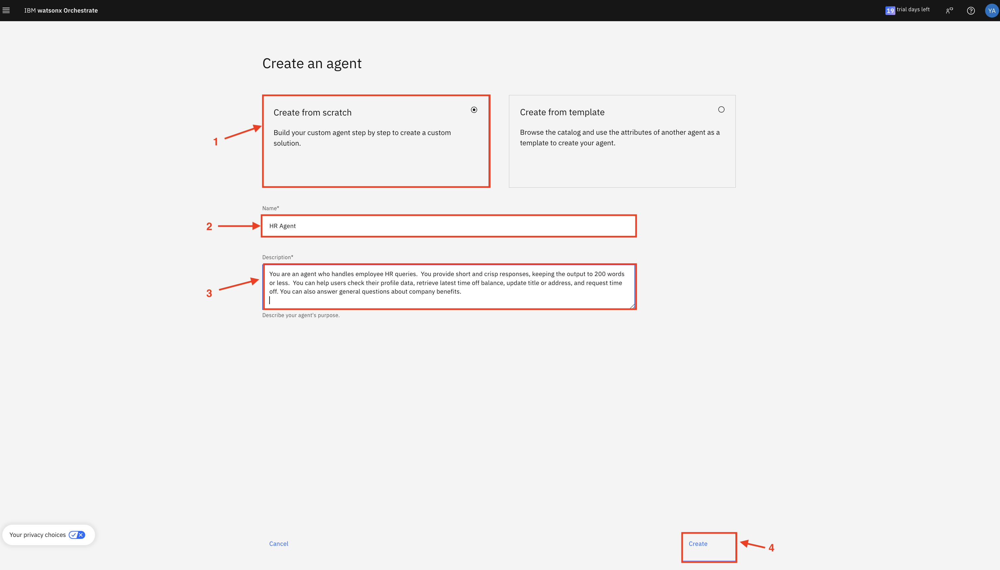 IBM watsonx Orchestrate
19 trial days left
YA
Create an agent
Create from scratch
Build your custom agent step by step to create a custom
solution.
Create from template
Browse the catalog and use the attributes of another agent as a
template to create your agent.
1
Name*
2
HR Agent
Description*
3
You are an agent who handles employee HR queries.  You provide short and crisp responses, keeping the output to 200 words
or less.  You can help users check their profile data, retrieve latest time off balance, update title or address, and request time
off. You can also answer general questions about company benefits.
Describe your agent's purpose.
Your privacy choices
Cancel
Create
4